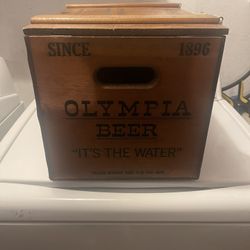 SINCE 1896
OLYMPIA
BEER
"IT'S THE WATER"